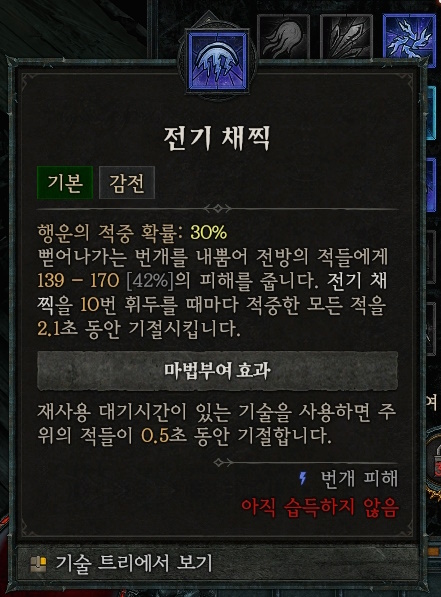 전기 채찍
기본 감전
행운의 적중 확률: 30%
뻗어나가는 번개를 내뿜어 전방의 적들에게
139 – 170 [42%]의 피해를 줍니다. 전기 채
찍을 10번 휘두를 때마다 적중한 모든 적을
2.1초 동안 기절시킵니다.
마법부여 효과
재사용 대기시간이 있는 기술을 사용하면 주
위의 적들이 0.5초 동안 기절합니다.
번개 피해
아직 습득하지 않음
기술 트리에서 보기